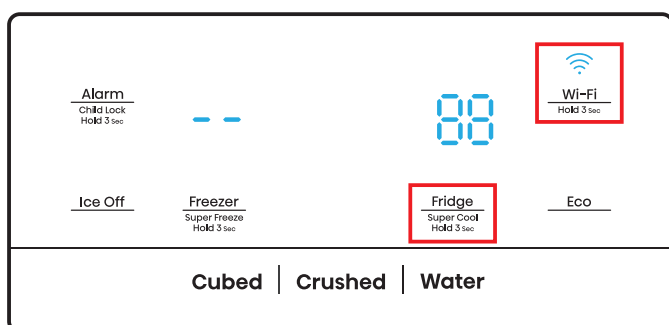 Alarm
Child Lock
Hold 3 Sec
- -
88
Wi-Fi
Hold 3 Sec
Ice Off
Freezer
Super Freeze
Hold 3 Sec
Fridge
Super Cool
Hold 3 Sec
Eco
Cubed | Crushed | Water